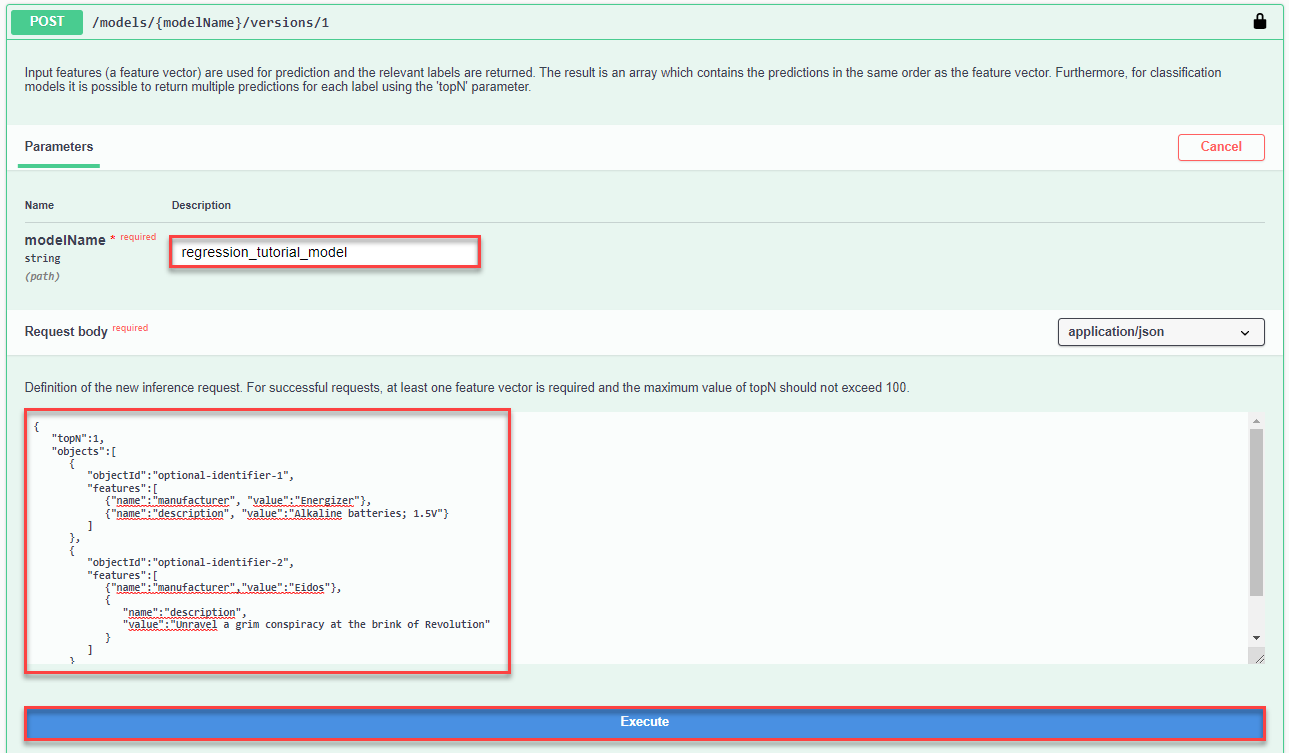 POST /models/{modelName}/versions/1
Input features (a feature vector) are used for prediction and the relevant labels are returned. The result is an array which contains the predictions in the same order as the feature vector. Furthermore, for classification
models it is possible to return multiple predictions for each label using the 'topN' parameter.
Parameters
Cancel
Name Description
modelName * required
string
(path)
regression_tutorial_model
Request body required
application/json
Definition of the new inference request. For successful requests, at least one feature vector is required and the maximum value of topN should not exceed 100.
{
"topN":1,
"objects":[
{
"objectId":"optional-identifier-1",
"features":[
{"name":"manufacturer", "value":"Energizer"},
{"name":"description", "value":"Alkaline batteries; 1.5V"}
]
},
{
"objectId":"optional-identifier-2",
"features":[
{"name":"manufacturer","value":"Eidos"},
{
"name":"description",
"value":"Unravel a grim conspiracy at the brink of Revolution"
}
]
}
Execute